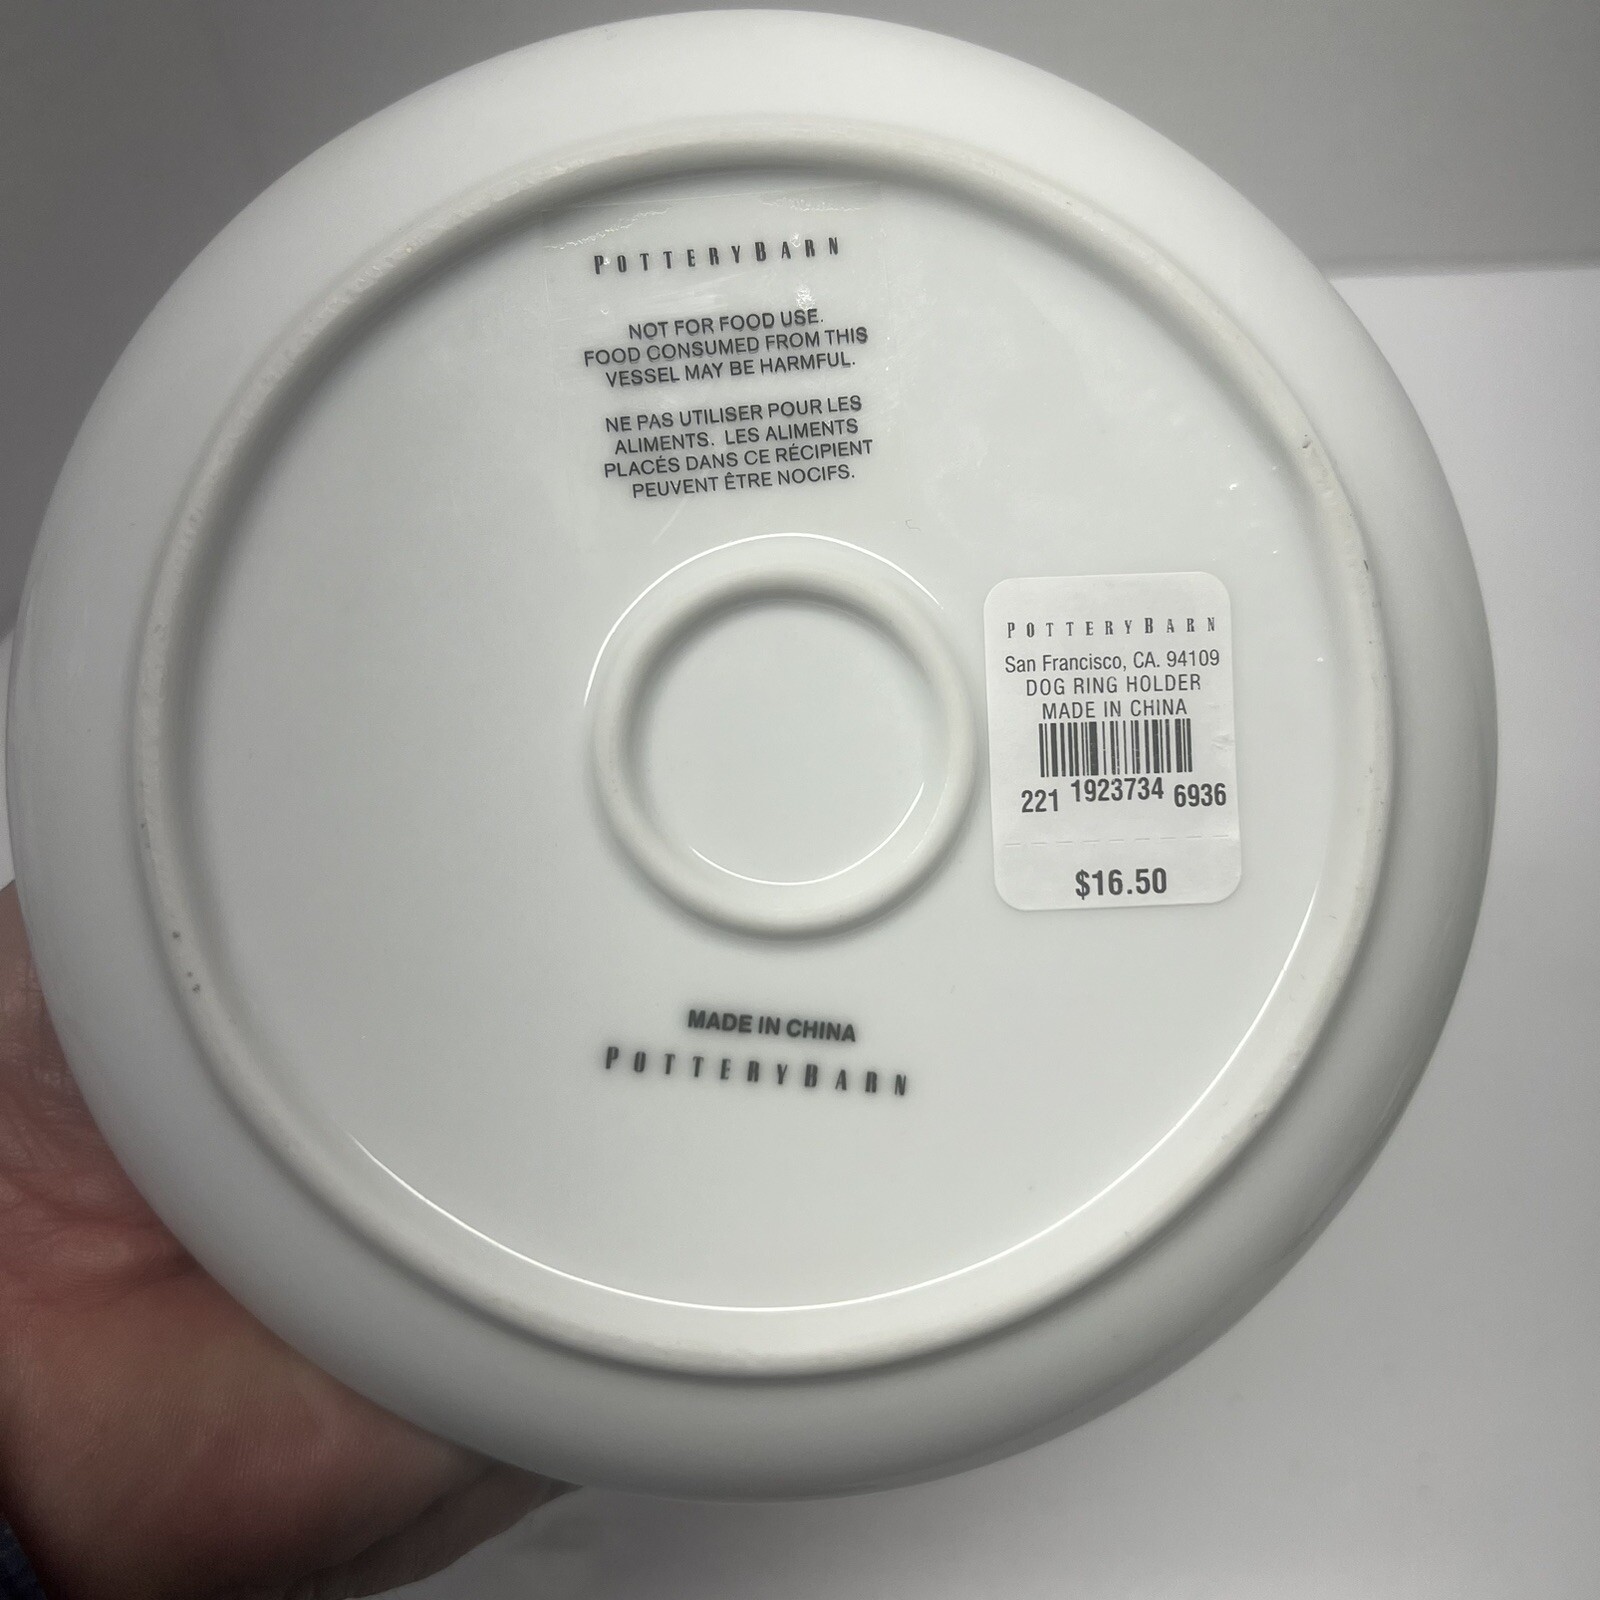 POTTERYBARN
NOT FOR FOOD USE.
FOOD CONSUMED FROM THIS
VESSEL MAY BE HARMFUL.
NE PAS UTILISER POUR LES
ALIMENTS. LES ALIMENTS
PLACÉS DANS CE RÉCIPIENT
PEUVENT ÊTRE NOCIFS.
POTTERYBARN
San Francisco, CA. 94109
DOG RING HOLDER
MADE IN CHINA
221 1923734 6936
$16.50
MADE IN CHINA
POTTERYBARN